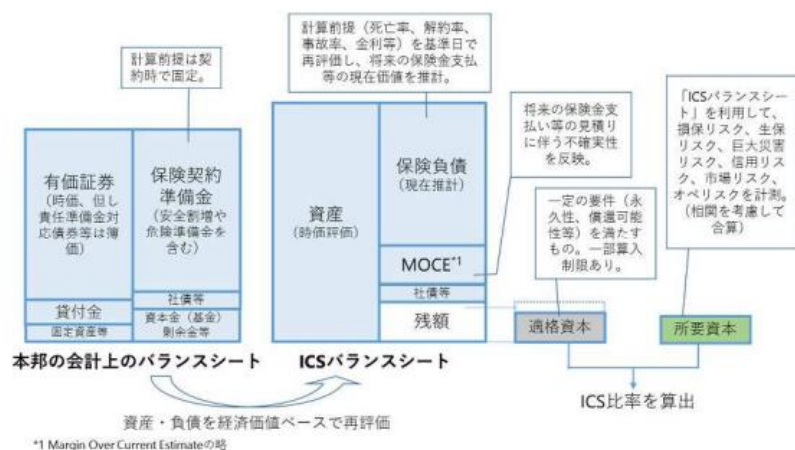 計算前提は契
約時で固定。
計算前提（死亡率、解約率、
事故率、金利等）を基準日で
再評価し、将来の保険金支払
等の現在価値を推計。
将来の保険金支
払い等の見積り
に伴う不確実性
を反映。
「ICSバランスシー
ト」を利用して、
損保リスク、生保
リスク、巨大災害
リスク、信用リス
ク、市場リスク、
オペリスクを計測。
（相関を考慮して
合算）
一定の要件（永
久性、償還可能
性等）を満たす
もの。一部算入
制限あり。
有価証券
（時価、但し
責任準備金対
応債券等は簿
価）
貸付金
固定資産等
保険契約
準備金
（安全割増や
危険準備金を
含む）
社債等
資本金（基金）
剰余金等
本邦の会計上のバランスシート
資産
（時価評価）
保険負債
（現在推計）
MOCE*1
社債等
残額
ICSバランスシート
適格資本
所要資本
ICS比率を算出
資産・負債を経済価値ベースで再評価
*1 Margin Over Current Estimateの略